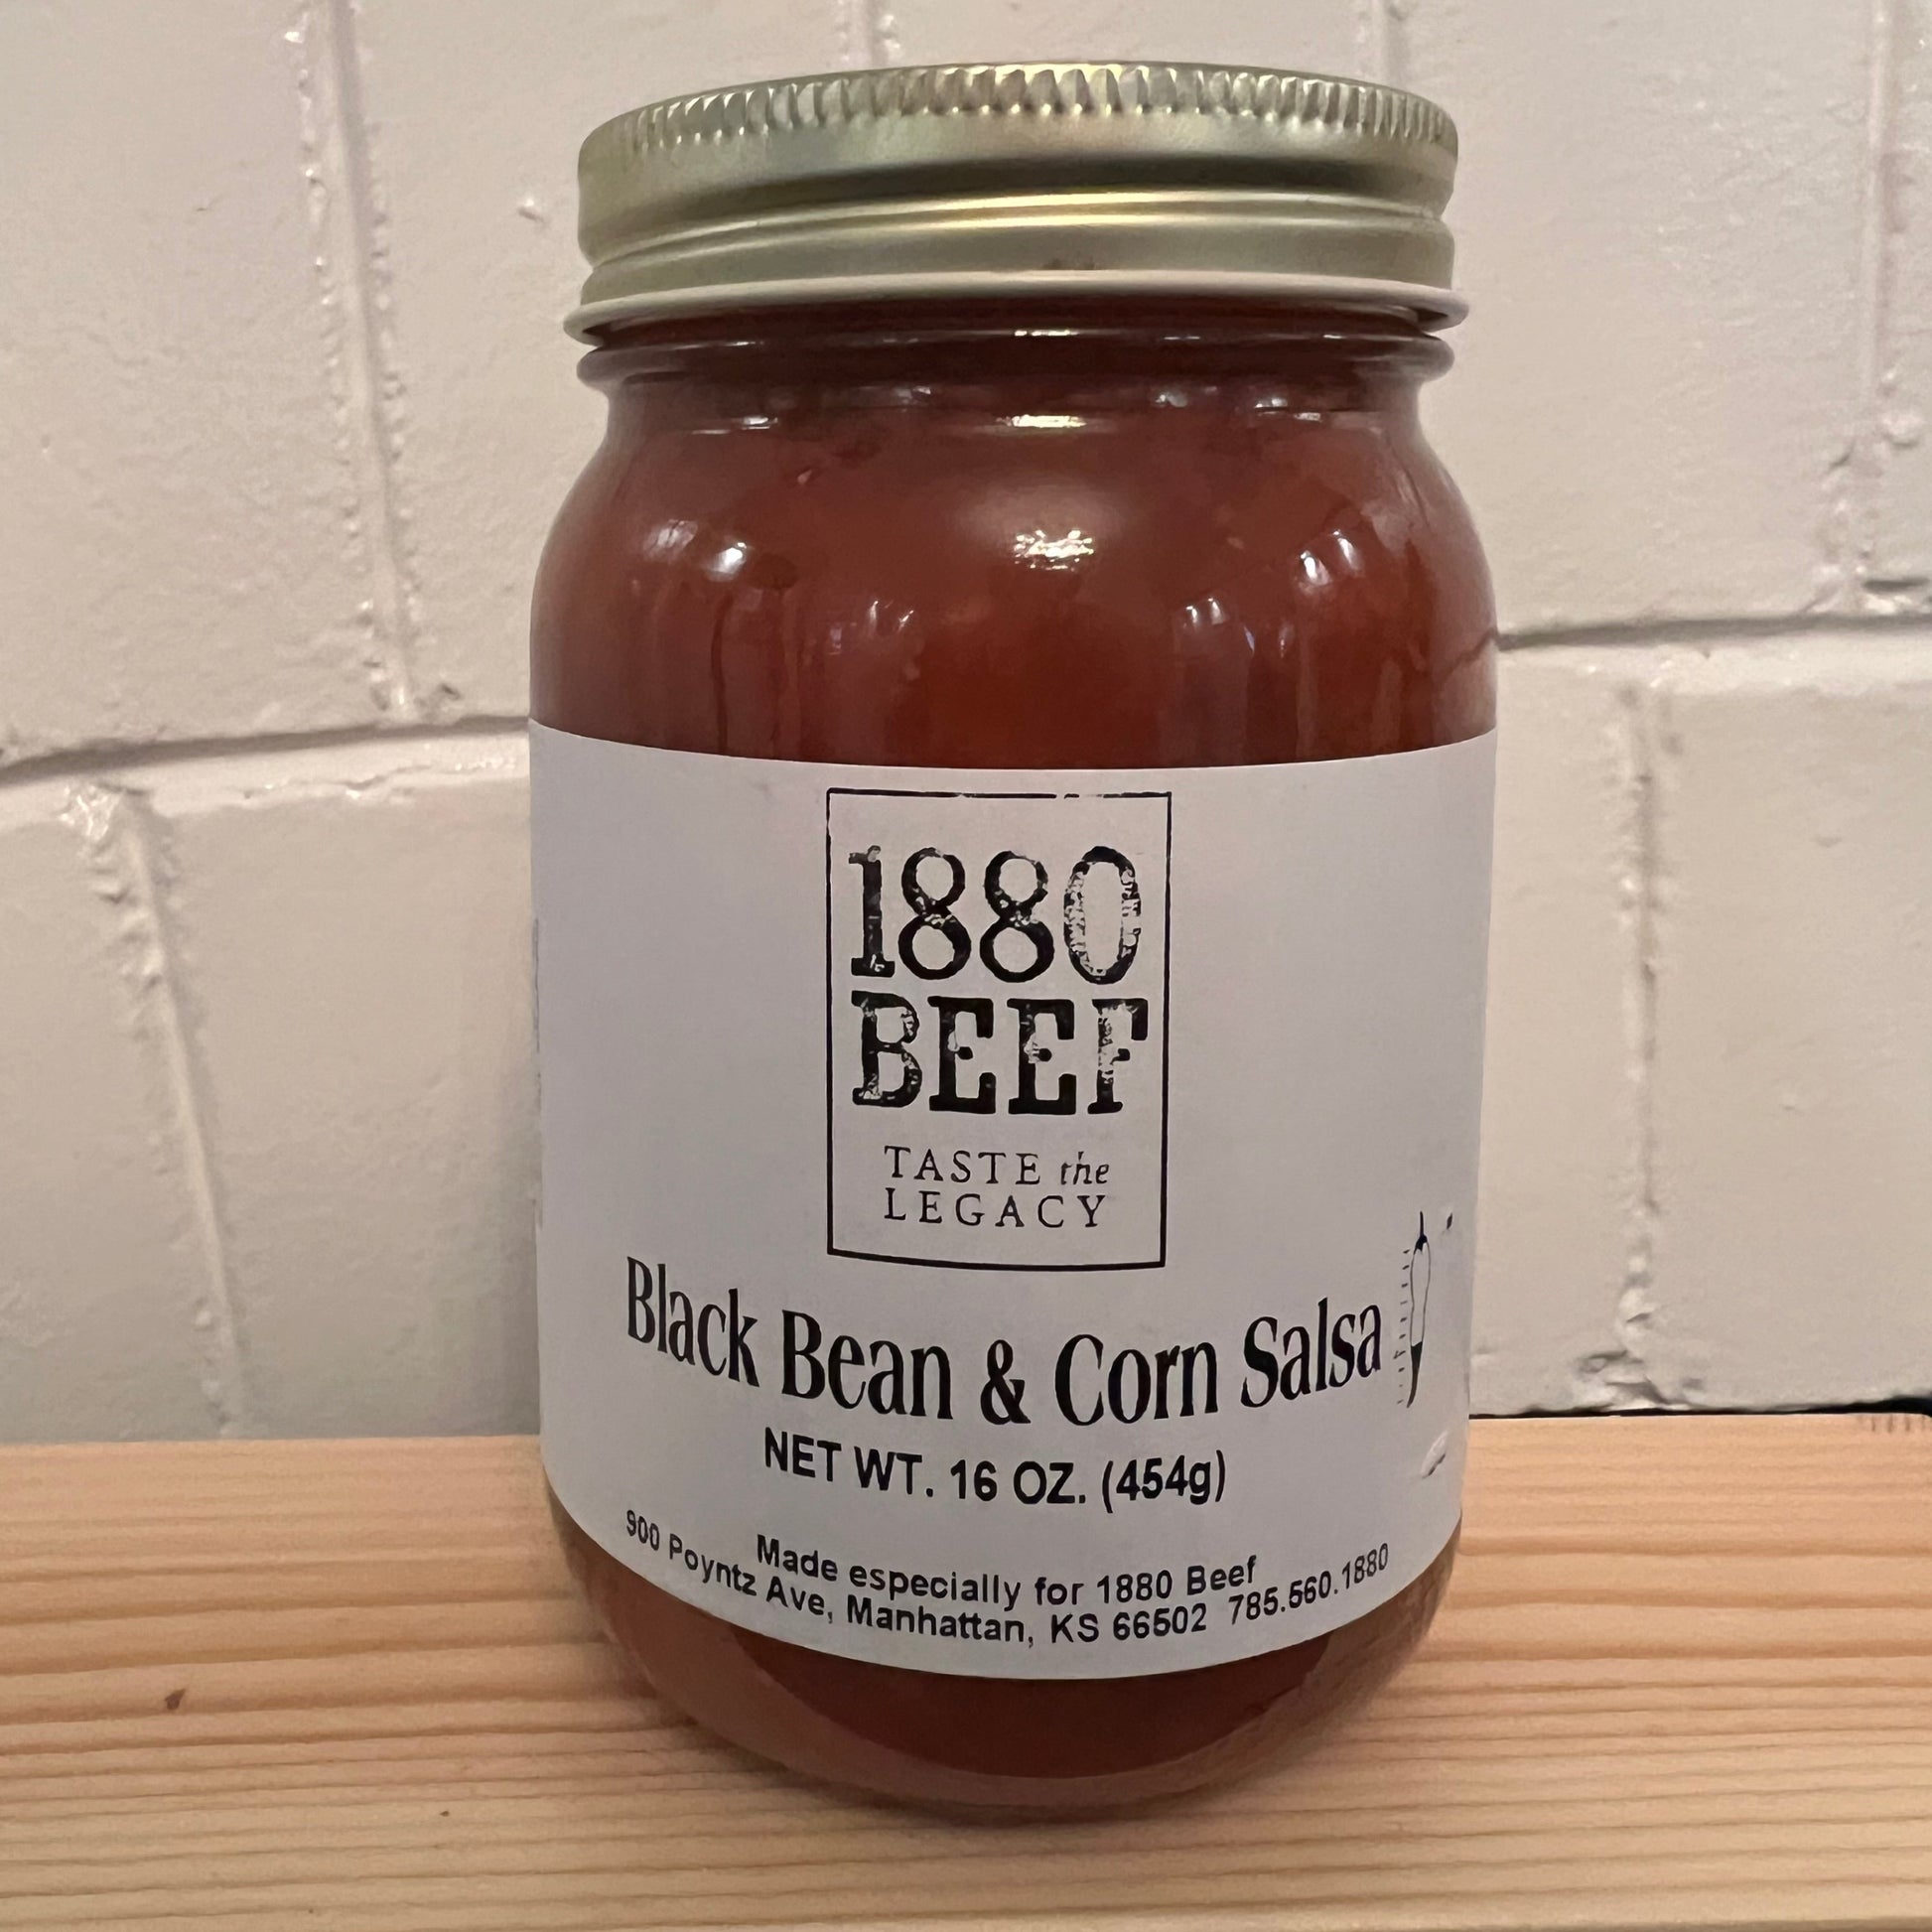 1880
BEEF
TASTE the
LEGACY
Black Bean & Corn Salsa
NET WT. 16 OZ. (454g)
Made especially for 1880 Beef
900 Poyntz Ave, Manhattan, KS 66502 785.560.1880